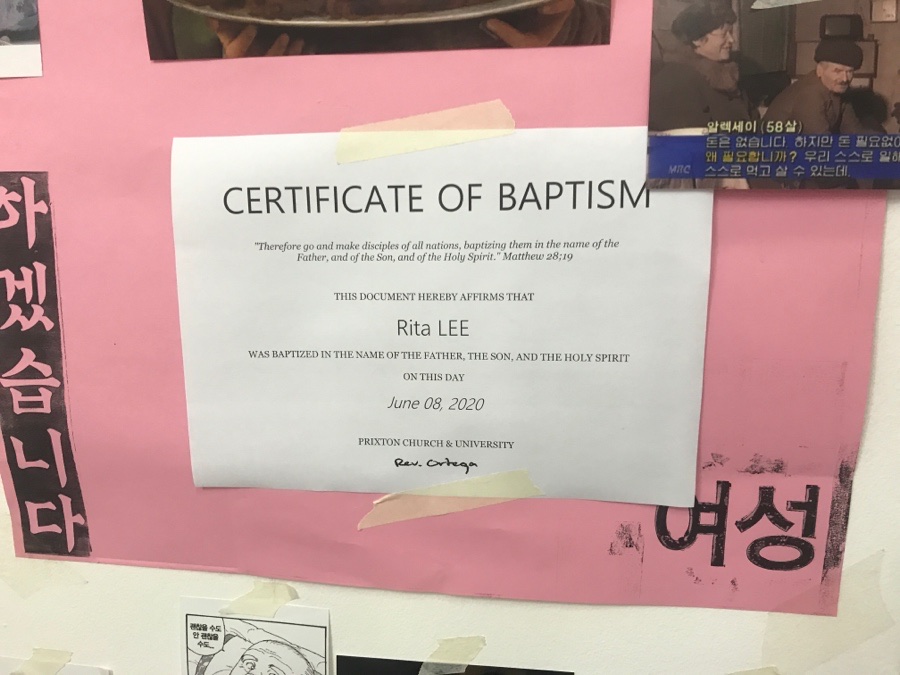 알렉세이 (58살)
돈은 없습니다. 하지만 돈 필요없어
왜 필요합니까? 우리 스스로 일해
스스로 먹고 살 수 있는데.
MBC
CERTIFICATE OF BAPTISM
"Therefore go and make disciples of all nations, baptizing them in the name of the
Father, and of the Son, and of the Holy Spirit." Matthew 28;19
THIS DOCUMENT HEREBY AFFIRMS THAT
Rita LEE
WAS BAPTIZED IN THE NAME OF THE FATHER, THE SON, AND THE HOLY SPIRIT
ON THIS DAY
June 08, 2020
PRIXTON CHURCH & UNIVERSITY
Rev. Ortega
하겠습니다
여성
괜찮을 수도
안 괜찮을
수도...